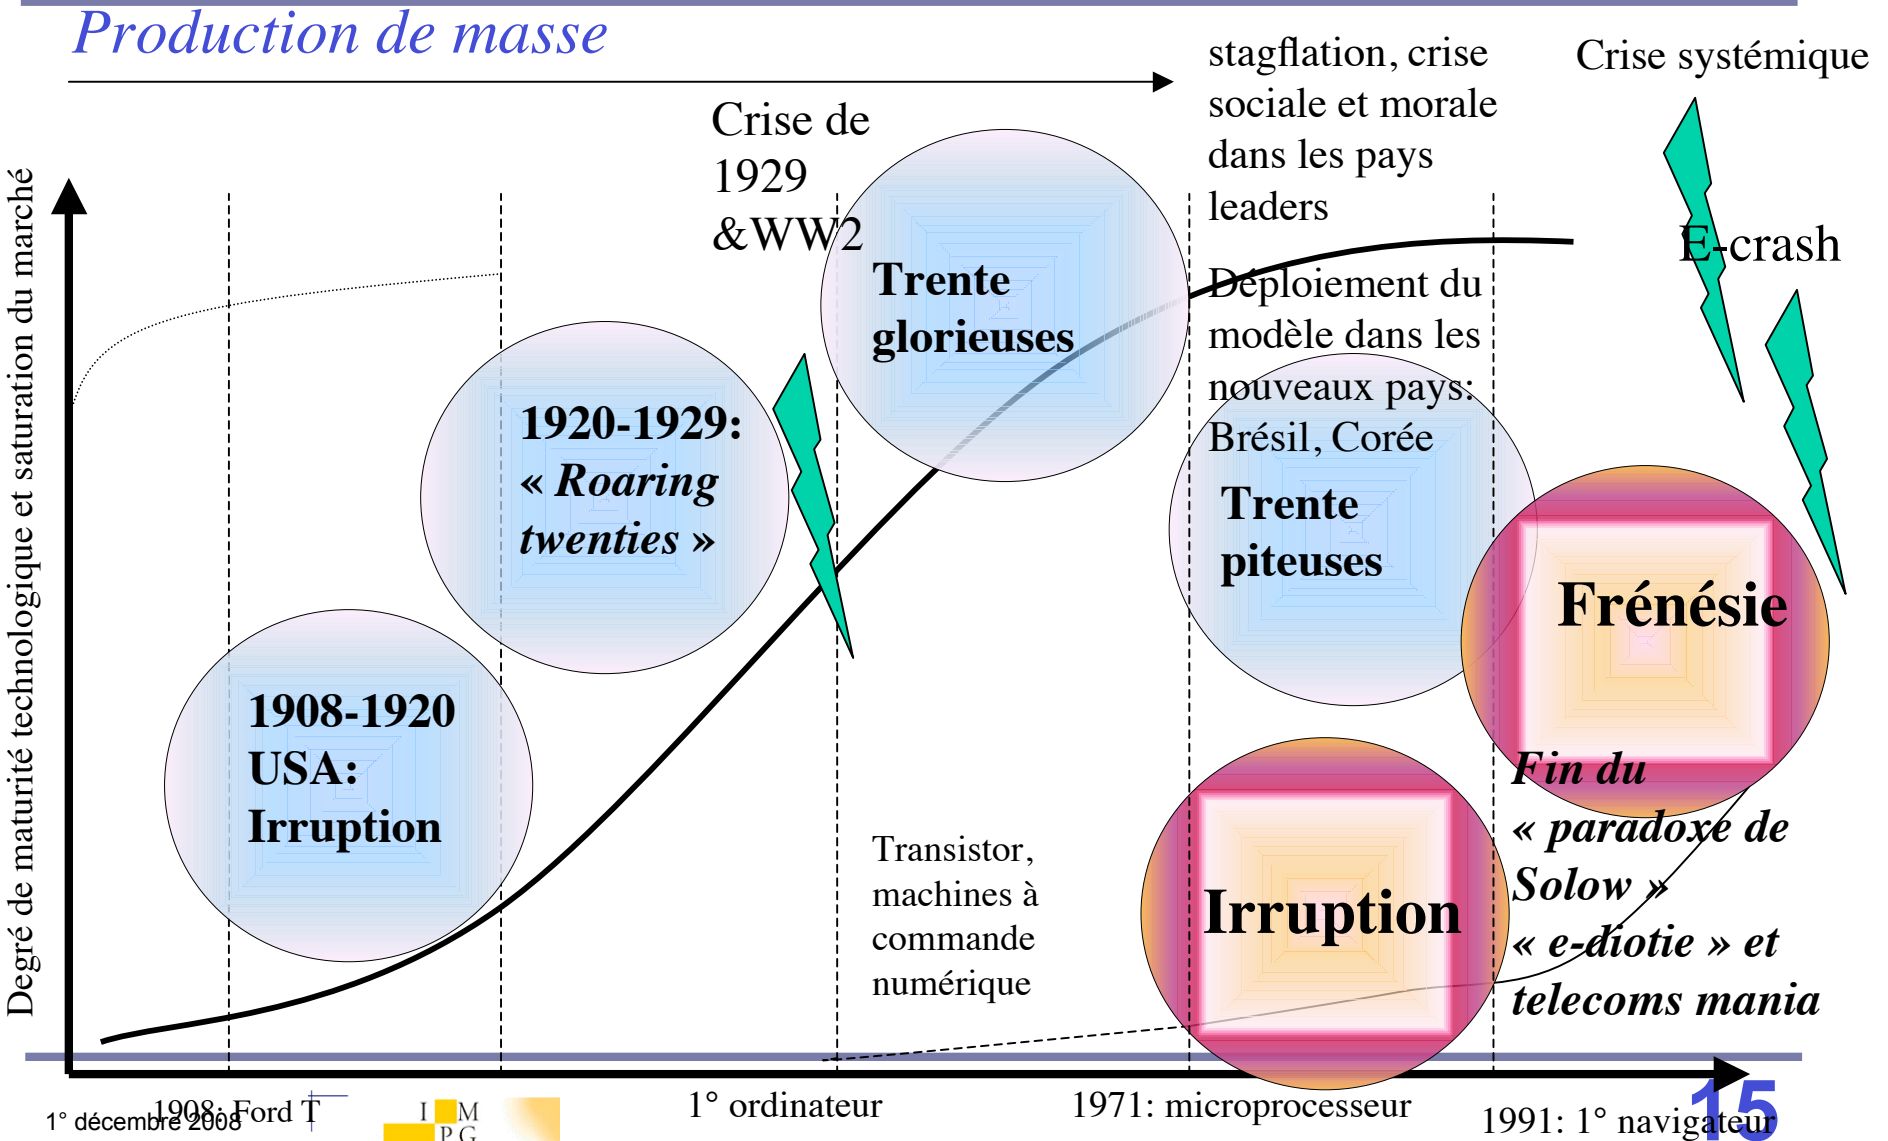 Production de masse
stagflation, crise
sociale et morale
dans les pays
leaders
Crise systémique
Crise de
1929
&WW2
E-crash
Degré de maturité technologique et saturation du marché
Trente
glorieuses
Déploiement du
modèle dans les
nouveaux pays:
Brésil, Corée
1920-1929:
« Roaring
twenties »
Trente
piteuses
Frénésie
1908-1920
USA:
Irruption
Transistor,
machines à
commande
numérique
Irruption
Fin du
« paradoxe de
Solow »
« e-diotie » et
telecoms mania
1908: Ford T
1° ordinateur
1971: microprocesseur
1991: 1° navigateur
1° décembre 2008
I M
P G
15